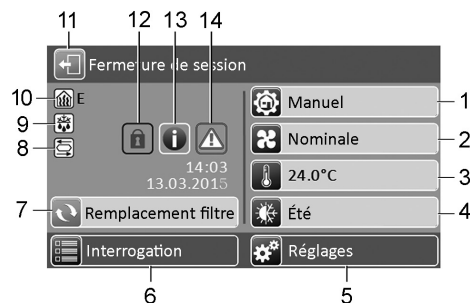 11
12
13
14
Fermeture de session
10
E
9
8
14:03
13.03.2015
Manuel
1
Nominale
2
24.0°C
3
Été
4
7
Remplacement filtre
Interrogation
Réglages
6
5